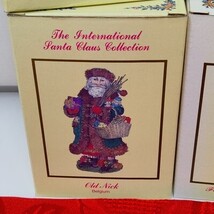 The International
Santa Claus Collection
Old Nick
Belgium